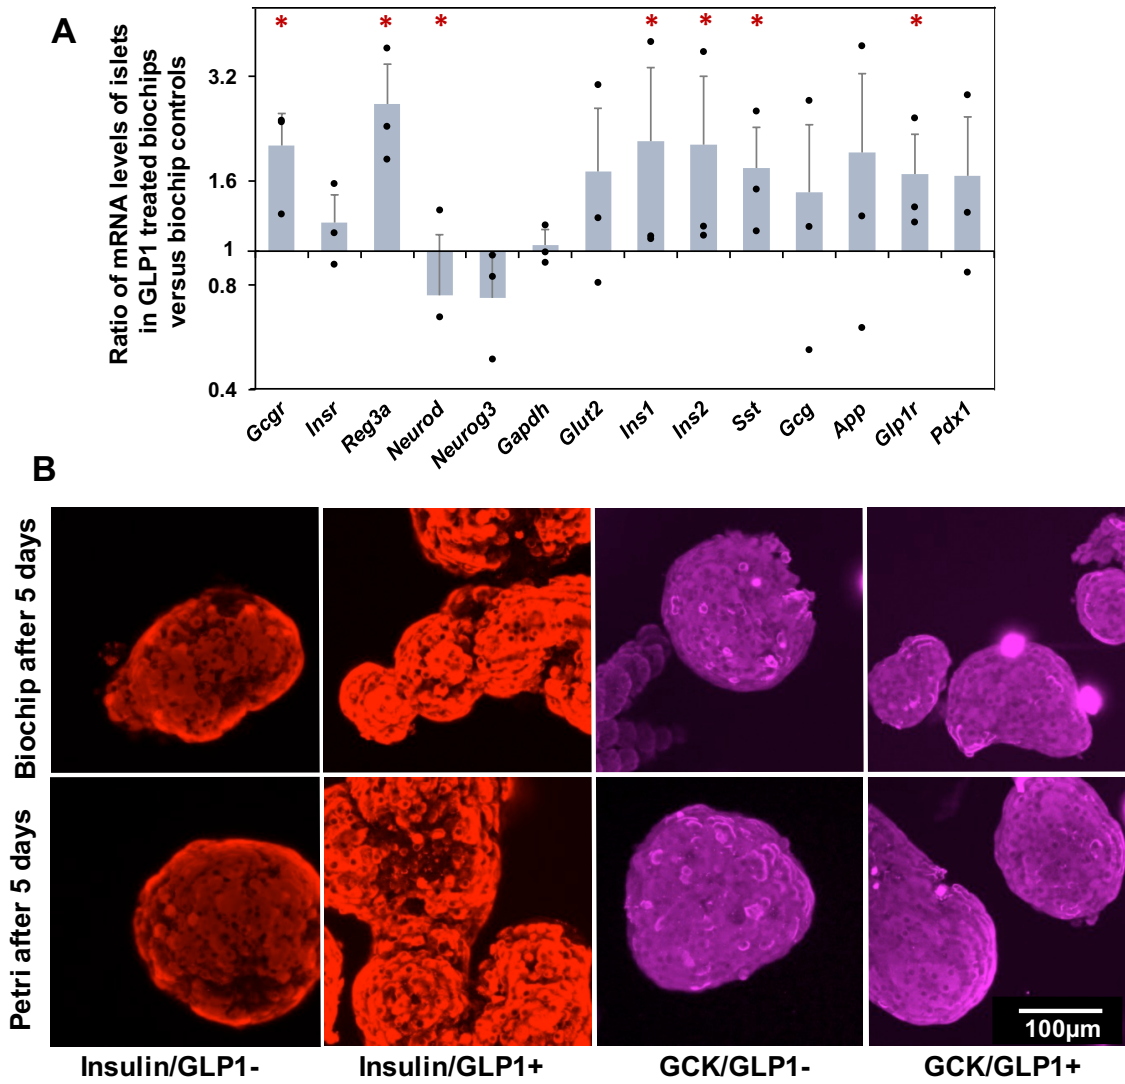 A
Ratio of mRNA levels of islets
in GLP1 treated biochips
versus biochip controls
* * * * * * *
3.2
1.6
1
0.8
0.4
Gcgr Insr Reg3a Neurod Neurog3 Gapdh Glut2 Ins1 Ins2 Sst Gcg App Glp1r Pdx1
B
Biochip after 5 days
Petri after 5 days
100µm
Insulin/GLP1- Insulin/GLP1+ GCK/GLP1- GCK/GLP1+